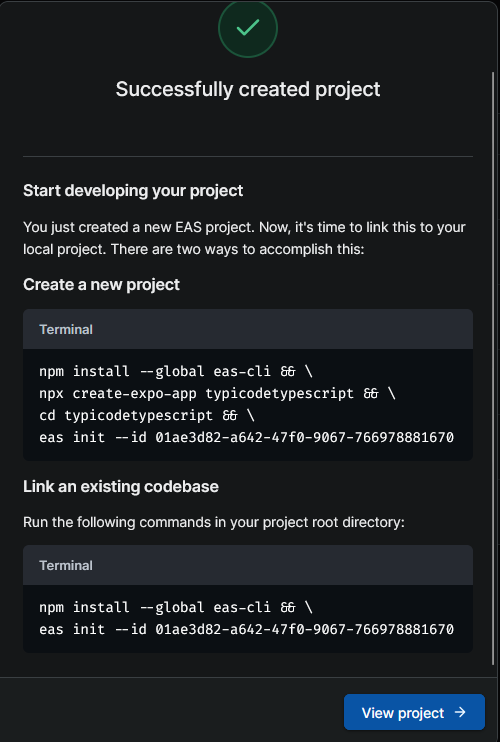 Successfully created project
Start developing your project
You just created a new EAS project. Now, it's time to link this to your
local project. There are two ways to accomplish this:
Create a new project
Terminal
npm install --global eas-cli && \
npx create-expo-app typicodetypescript && \
cd typicodetypescript && \
eas init --id 01ae3d82-a642-47f0-9067-766978881670
Link an existing codebase
Run the following commands in your project root directory:
Terminal
npm install --global eas-cli && \
eas init --id 01ae3d82-a642-47f0-9067-766978881670
View project →